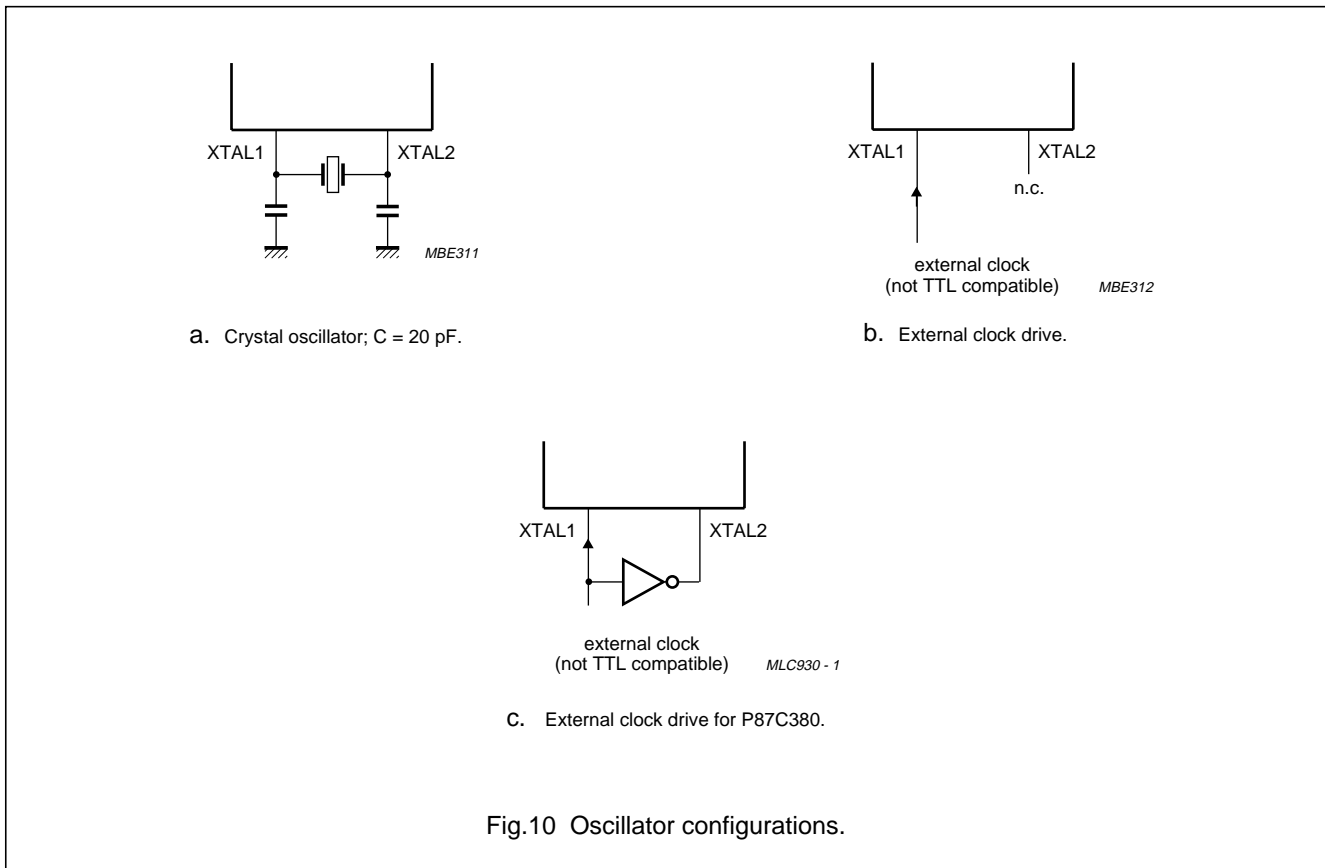 XTAL1
XTAL2
MBE311
a. Crystal oscillator; C = 20 pF.
XTAL1
XTAL2
n.c.
external clock
(not TTL compatible)
MBE312
b. External clock drive.
XTAL1
XTAL2
external clock
(not TTL compatible)
MLC930 - 1
c. External clock drive for P87C380.
Fig.10 Oscillator configurations.